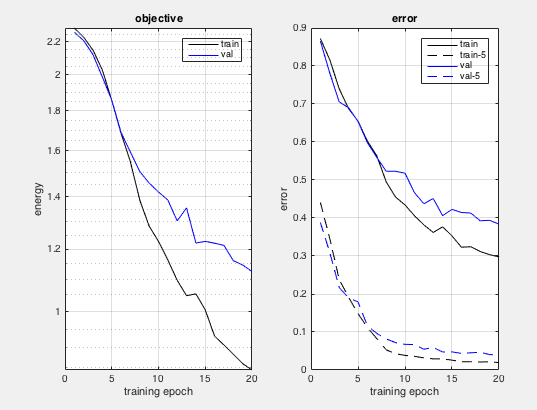 objective
train
val
2.2
2
1.8
1.6
1.4
1.2
1
energy
0
5
10
15
20
training epoch
error
train
train-5
val
val-5
0.9
0.8
0.7
0.6
0.5
0.4
0.3
0.2
0.1
0
error
0
5
10
15
20
training epoch